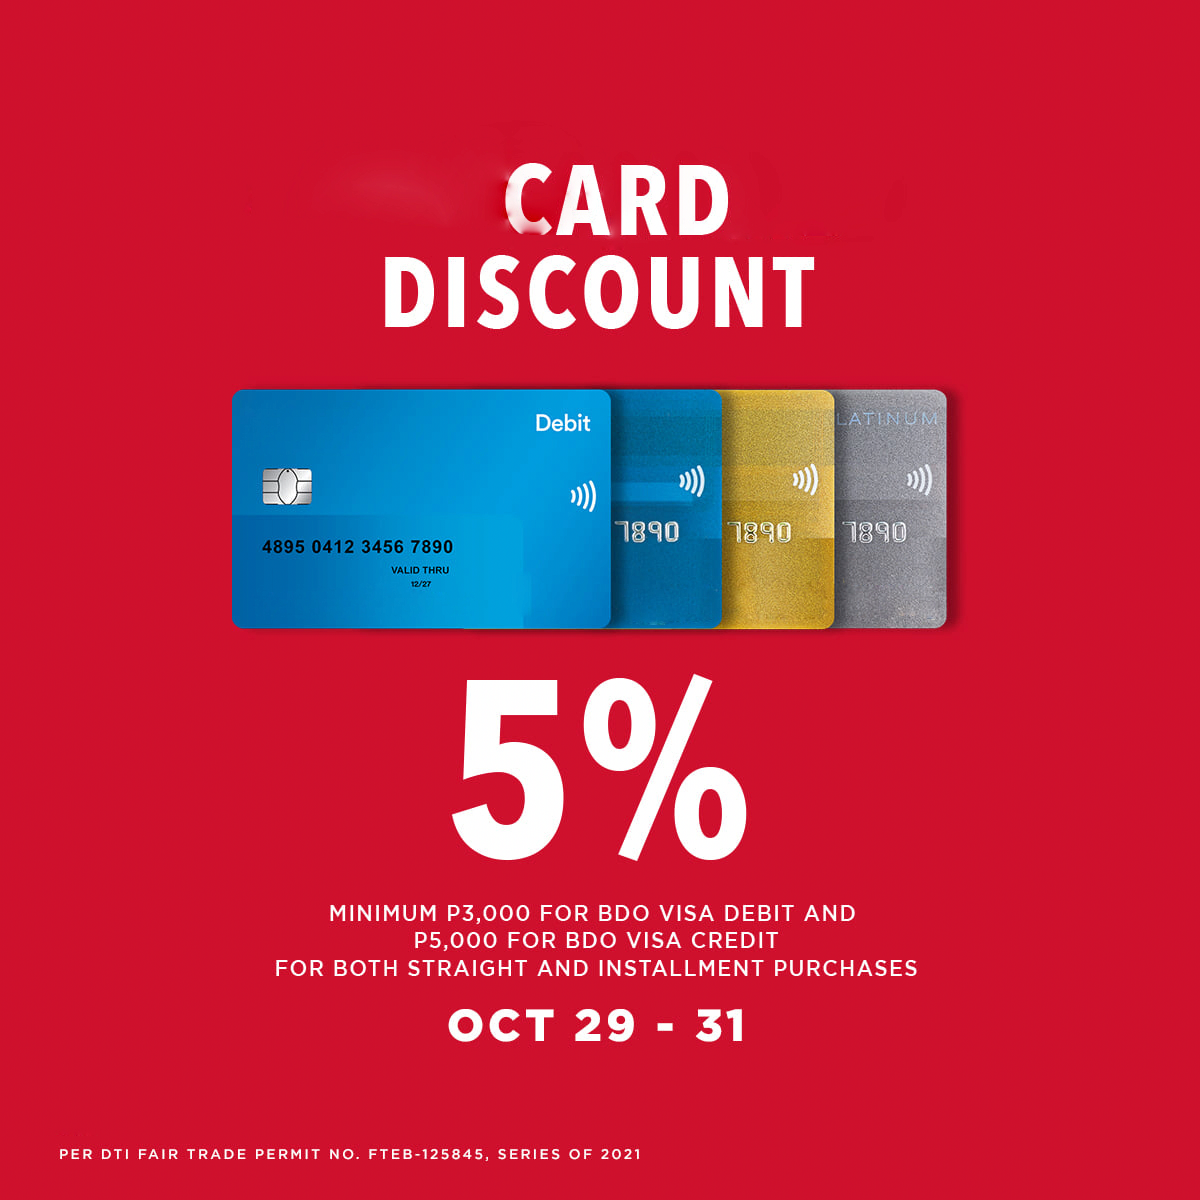 CARD
DISCOUNT
Debit
LATINUM
4895 0412 3456 7890
7890
7890
7890
VALID THRU
12/27
5%
MINIMUM P3,000 FOR BDO VISA DEBIT AND
P5,000 FOR BDO VISA CREDIT
FOR BOTH STRAIGHT AND INSTALLMENT PURCHASES
OCT 29 - 31
PER DTI FAIR TRADE PERMIT NO. FTEB-125845, SERIES OF 2021